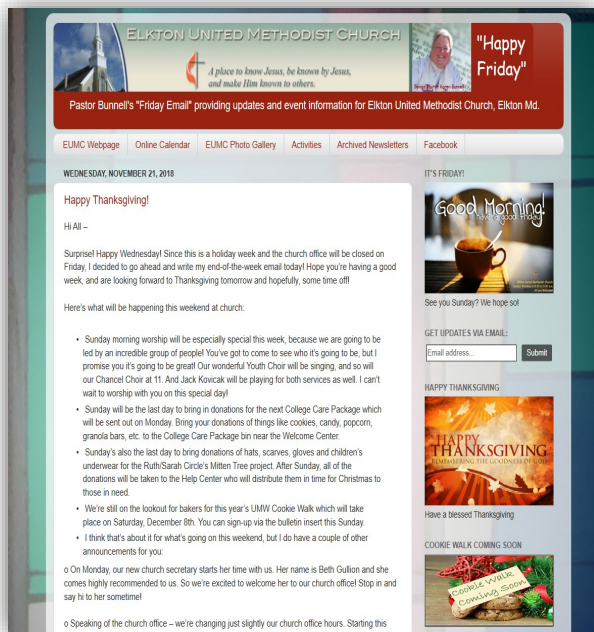 ELKTON UNITED METHODIST CHURCH
A place to know Jesus, be known by Jesus,
and make Him known to others.
"Happy
Friday"
Pastor Bunnell's "Friday Email" providing updates and event information for Elkton United Methodist Church, Elkton Md.
EUMC Webpage Online Calendar EUMC Photo Gallery Activities Archived Newsletters Facebook
WEDNESDAY, NOVEMBER 21, 2018
Happy Thanksgiving!
Hi All –
Surprise! Happy Wednesday! Since this is a holiday week and the church office will be closed on
Friday, I decided to go ahead and write my end-of-the-week email today! Hope you're having a good
week, and are looking forward to Thanksgiving tomorrow and hopefully, some time off!
Here's what will be happening this weekend at church:
• Sunday morning worship will be especially special this week, because we are going to be
led by an incredible group of people! You've got to come to see who it's going to be, but I
promise you it's going to be great! Our wonderful Youth Choir will be singing, and so will
our Chancel Choir at 11. And Jack Kovicak will be playing for both services as well. I can't
wait to worship with you on this special day!
• Sunday will be the last day to bring in donations for the next College Care Package which
will be sent out on Monday. Bring your donations of things like cookies, candy, popcorn,
granola bars, etc. to the College Care Package bin near the Welcome Center.
• Sunday's also the last day to bring donations of hats, scarves, gloves and children's
underwear for the Ruth/Sarah Circle's Mitten Tree project. After Sunday, all of the
donations will be taken to the Help Center who will distribute them in time for Christmas to
those in need.
• We're still on the lookout for bakers for this year's UMW Cookie Walk which will take
place on Saturday, December 8th. You can sign-up via the bulletin insert this Sunday.
• I think that's about it for what's going on this weekend, but I do have a couple of other
announcements for you:
o On Monday, our new church secretary starts her time with us. Her name is Beth Gullion and she
comes highly recommended to us. So we're excited to welcome her to our church office! Stop in and
say hi to her sometime!
o Speaking of the church office – we're changing just slightly our church office hours. Starting this
IT'S FRIDAY!
Good Morning!
have a good friday
See you Sunday? We hope so!
GET UPDATES VIA EMAIL:
Email address... Submit
HAPPY THANKSGIVING
HAPPY
THANKSGIVING
REMEMBERING THE GOODNESS OF GOD
Have a blessed Thanksgiving
COOKIE WALK COMING SOON
Cookie Walk
Coming Soon